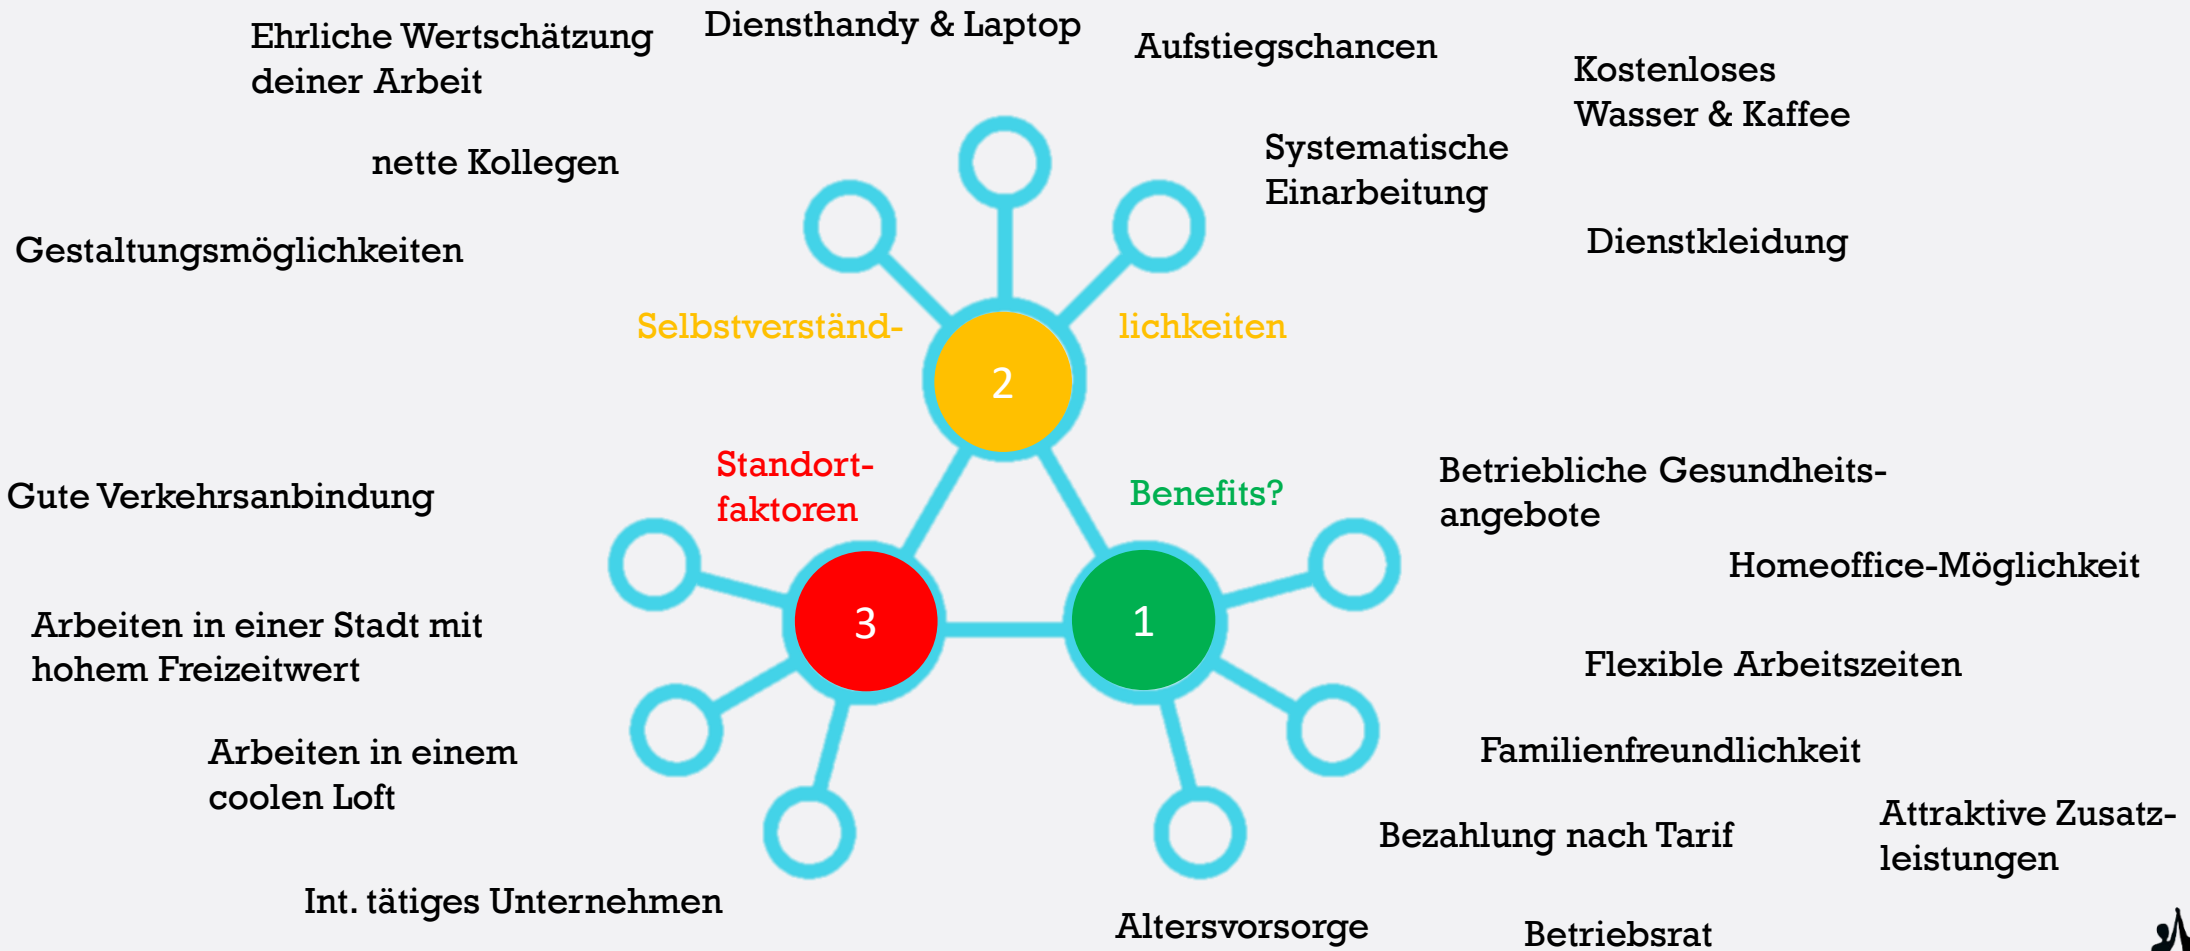 Ehrliche Wertschätzung
deiner Arbeit
Diensthandy & Laptop
Aufstiegschancen
Kostenloses
Wasser & Kaffee
nette Kollegen
Systematische
Einarbeitung
Gestaltungsmöglichkeiten
Dienstkleidung
Selbstverständ-
lichkeiten
2
Standort-
faktoren
Benefits?
Gute Verkehrsanbindung
Betriebliche Gesundheits-
angebote
Homeoffice-Möglichkeit
3
1
Arbeiten in einer Stadt mit
hohem Freizeitwert
Flexible Arbeitszeiten
Arbeiten in einem
coolen Loft
Familienfreundlichkeit
Bezahlung nach Tarif
Attraktive Zusatz-
leistungen
Int. tätiges Unternehmen
Altersvorsorge
Betriebsrat